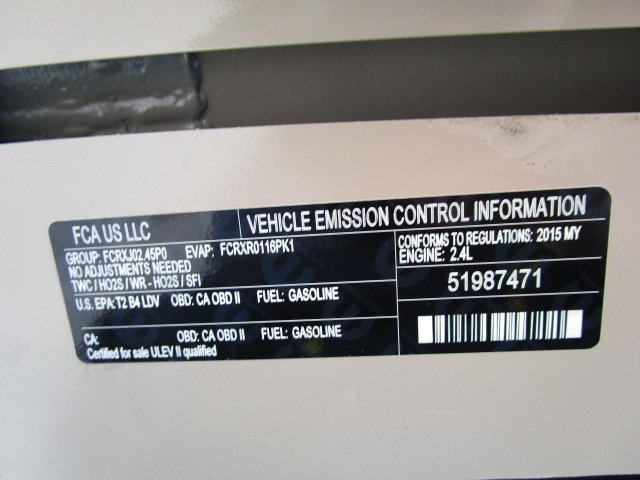 FCA US LLC
VEHICLE EMISSION CONTROL INFORMATION
GROUP: FCRXJ02.45P0 EVAP: FCRXR0116PK1
NO ADJUSTMENTS NEEDED
TWC / HO2S / WR - HO2S / SFI
U.S. EPA: T2 B4 LDV OBD: CA OBD II FUEL: GASOLINE
CA: OBD: CA OBD II FUEL: GASOLINE
Certified for sale ULEV II qualified
CONFORMS TO REGULATIONS: 2015 MY
ENGINE: 2.4L
51987471